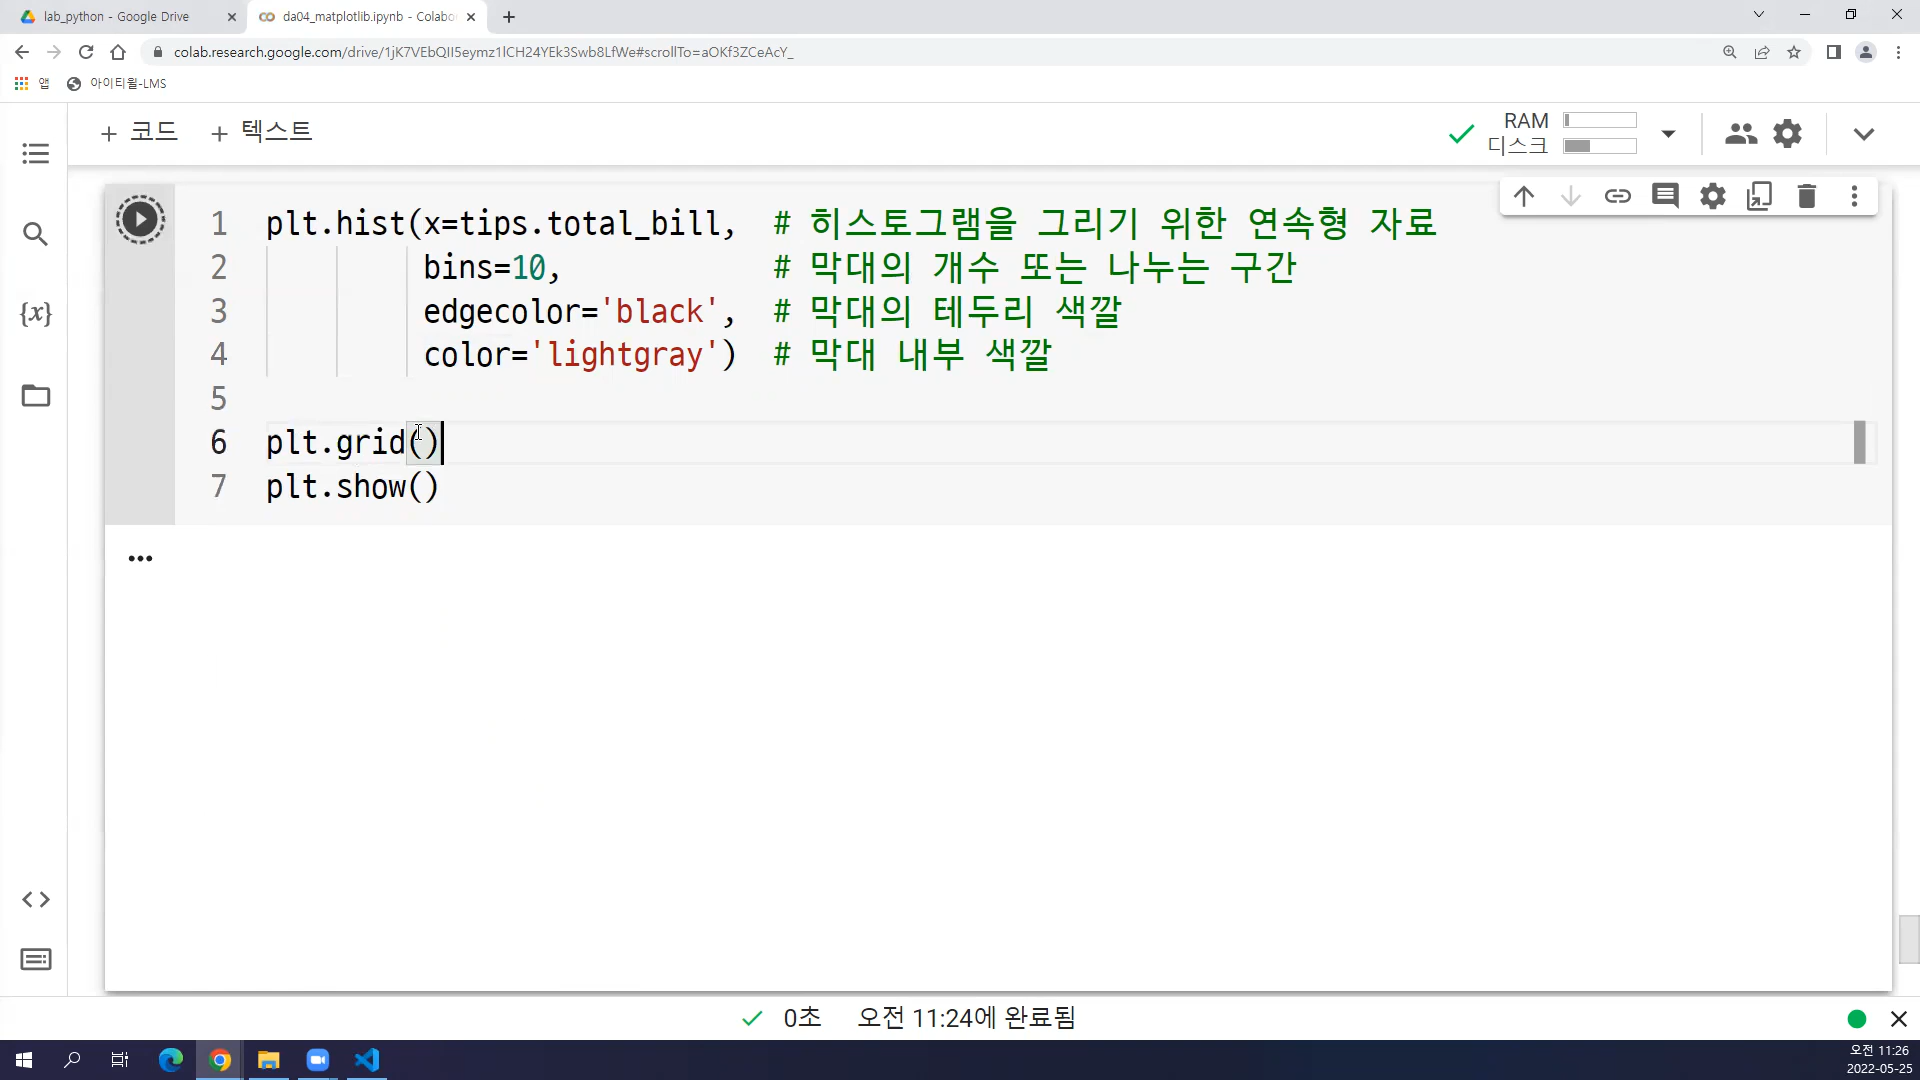 lab_python - Google Drive
da04_matplotlib.ipynb - Colabo
colab.research.google.com/drive/1jK7VEbQII5eymz1lCH24YEk3Swb8LfWe#scrollTo=aOKf3ZCeAcY_
앱 아이티윌-LMS
+ 코드 + 텍스트
RAM
디스크
1 plt.hist(x=tips.total_bill, # 히스토그램을 그리기 위한 연속형 자료
2 bins=10, # 막대의 개수 또는 나누는 구간
3 edgecolor='black', # 막대의 테두리 색깔
4 color='lightgray') # 막대 내부 색깔
5
6 plt.grid()
7 plt.show()
{x}
0초 오전 11:24에 완료됨
오전 11:26
2022-05-25